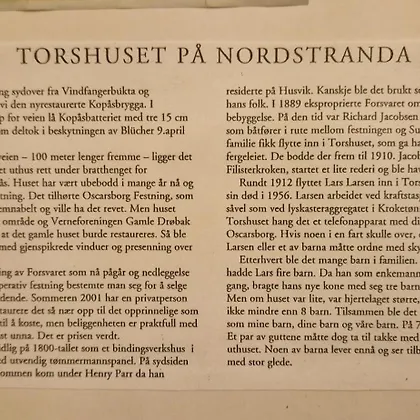 TORSHUSET PÅ NORDSTRANDA
ng sydover fra Vindfangerbukta og
vi den nyrestaurerte Kopåsbrygga. I
p for veien lå Kopåsbatteriet med tre 15 cm
om deltok i beskytningen av Blücher 9.april
veien – 100 meter lenger fremme – ligger det
et uthus rett under bratthenget for
ås. Huset har vært ubebodd i mange år nå og
tning. Det tilhørte Oscarsborg Festning, som
emnabelt og ville ha det revet. Men huset
område og Verneforeningen Gamle Drøbak
at det gamle huset burde restaureres. Så ble
med gjenspikrede vinduer og presenning over
ing av Forsvaret som nå pågår og nedleggelse
perativ festning bestemte man seg for å selge
dende. Sommeren 2001 har en privatperson
taurere det så nær opp til det opprinnelige som
til å koste, men beliggenheten er praktfull med
st unna. Det er prisen verdt.
idlig på 1800-tallet som et bindingsverkshus i
ed utvendig tømmermannspanel. På sydsiden
ommen kom under Henry Parr da han
residerte på Husvik. Kanskje ble det brukt so
hans folk. I 1889 eksproprierte Forsvaret om
bebyggelse. På den tid var Richard Jacobsen
som båtfører i rute mellom festningen og Su
familie fikk flytte inn i Torshuset, som ga ha
fergeleiet. De bodde der frem til 1910. Jacob
Filisterkroken, startet et lite rederi og ble hav
Rundt 1912 flyttet Lars Larsen inn i Tors
sin død i 1956. Larsen arbeidet ved kraftstas
såvel som ved lyskasteraggregatet i Kroketøn
Torshuset hang det et telefonapparat med di
Oscarsborg. Hvis noen i en fart skulle over, d
Larsen eller et av barna måtte ordne med sky
Etterhvert ble det mange barn i familien.
hadde Lars fire barn. Da han som enkemann
gang, bragte hans nye kone med seg tre barn
Men om huset var lite, var hjertelaget større,
ikke mindre enn 8 barn. Tilsammen ble det
som mine barn, dine barn og våre barn. På 7
Et par av guttene måtte dog ta til takke med
uthuset. Noen av barna lever ennå og ser tilb
med stor glede.